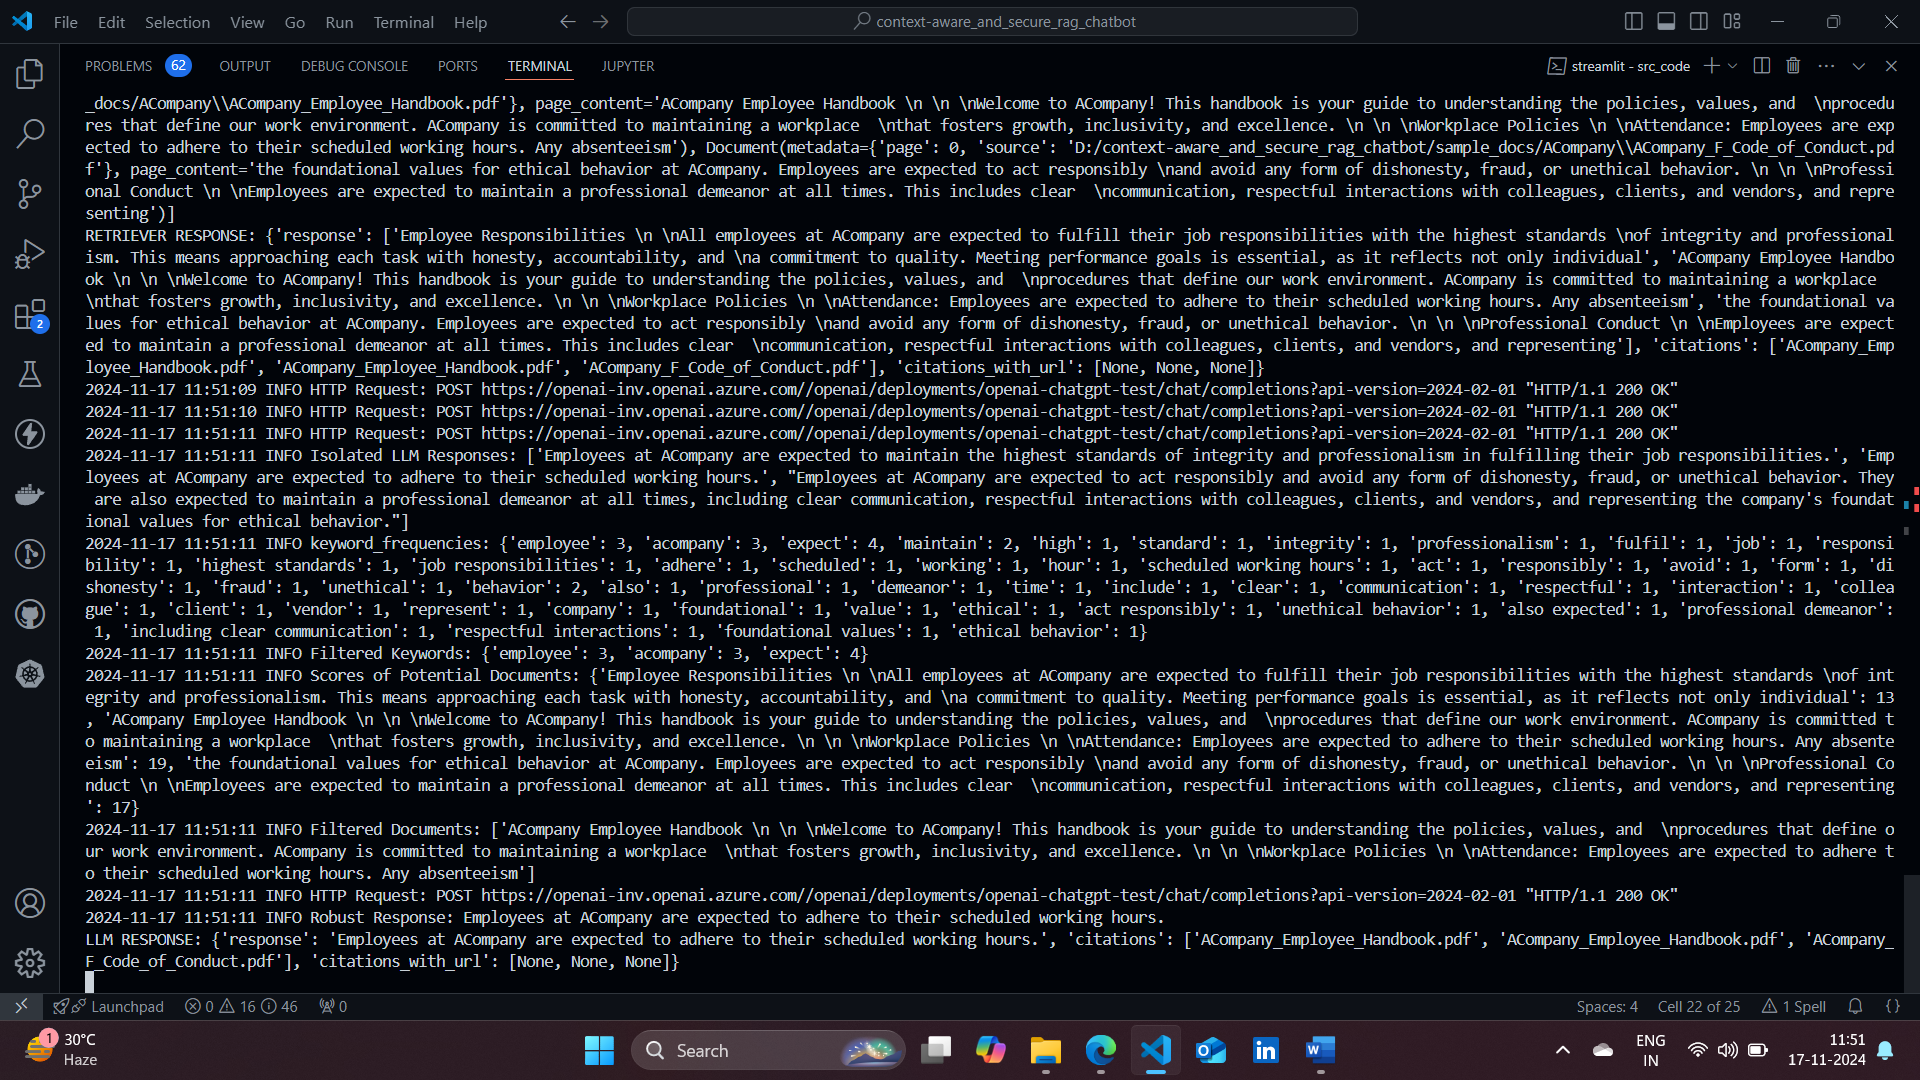 File Edit Selection View Go Run Terminal Help
context-aware_and_secure_rag_chatbot
PROBLEMS 62 OUTPUT DEBUG CONSOLE PORTS TERMINAL JUPYTER
streamlit - src_code
_docs/ACompany\\ACompany_Employee_Handbook.pdf'}, page_content='ACompany Employee Handbook \n \n \nWelcome to ACompany! This handbook is your guide to understanding the policies, values, and  \nprocedu
res that define our work environment. ACompany is committed to maintaining a workplace  \nthat fosters growth, inclusivity, and excellence. \n \n \nWorkplace Policies \n \nAttendance: Employees are exp
ected to adhere to their scheduled working hours. Any absenteeism'), Document(metadata={'page': 0, 'source': 'D:/context-aware_and_secure_rag_chatbot/sample_docs/ACompany\\ACompany_F_Code_of_Conduct.pd
f'}, page_content='the foundational values for ethical behavior at ACompany. Employees are expected to act responsibly \nand avoid any form of dishonesty, fraud, or unethical behavior. \n \n \nProfessi
onal Conduct \n \nEmployees are expected to maintain a professional demeanor at all times. This includes clear  \ncommunication, respectful interactions with colleagues, clients, and vendors, and repre
senting')]
RETRIEVER RESPONSE: {'response': ['Employee Responsibilities \n \nAll employees at ACompany are expected to fulfill their job responsibilities with the highest standards \nof integrity and professional
ism. This means approaching each task with honesty, accountability, and \na commitment to quality. Meeting performance goals is essential, as it reflects not only individual', 'ACompany Employee Handbo
ok \n \n \nWelcome to ACompany! This handbook is your guide to understanding the policies, values, and  \nprocedures that define our work environment. ACompany is committed to maintaining a workplace
\nthat fosters growth, inclusivity, and excellence. \n \n \nWorkplace Policies \n \nAttendance: Employees are expected to adhere to their scheduled working hours. Any absenteeism', 'the foundational va
lues for ethical behavior at ACompany. Employees are expected to act responsibly \nand avoid any form of dishonesty, fraud, or unethical behavior. \n \n \nProfessional Conduct \n \nEmployees are expect
ed to maintain a professional demeanor at all times. This includes clear  \ncommunication, respectful interactions with colleagues, clients, and vendors, and representing'], 'citations': ['ACompany_Emp
loyee_Handbook.pdf', 'ACompany_Employee_Handbook.pdf', 'ACompany_F_Code_of_Conduct.pdf'], 'citations_with_url': [None, None, None]}
2024-11-17 11:51:09 INFO HTTP Request: POST https://openai-inv.openai.azure.com//openai/deployments/openai-chatgpt-test/chat/completions?api-version=2024-02-01 "HTTP/1.1 200 OK"
2024-11-17 11:51:10 INFO HTTP Request: POST https://openai-inv.openai.azure.com//openai/deployments/openai-chatgpt-test/chat/completions?api-version=2024-02-01 "HTTP/1.1 200 OK"
2024-11-17 11:51:11 INFO HTTP Request: POST https://openai-inv.openai.azure.com//openai/deployments/openai-chatgpt-test/chat/completions?api-version=2024-02-01 "HTTP/1.1 200 OK"
2024-11-17 11:51:11 INFO Isolated LLM Responses: ['Employees at ACompany are expected to maintain the highest standards of integrity and professionalism in fulfilling their job responsibilities.', 'Emp
loyees at ACompany are expected to adhere to their scheduled working hours.', "Employees at ACompany are expected to act responsibly and avoid any form of dishonesty, fraud, or unethical behavior. They
are also expected to maintain a professional demeanor at all times, including clear communication, respectful interactions with colleagues, clients, and vendors, and representing the company's foundat
ional values for ethical behavior."]
2024-11-17 11:51:11 INFO keyword_frequencies: {'employee': 3, 'acompany': 3, 'expect': 4, 'maintain': 2, 'high': 1, 'standard': 1, 'integrity': 1, 'professionalism': 1, 'fulfil': 1, 'job': 1, 'responsi
bility': 1, 'highest standards': 1, 'job responsibilities': 1, 'adhere': 1, 'scheduled': 1, 'working': 1, 'hour': 1, 'scheduled working hours': 1, 'act': 1, 'responsibly': 1, 'avoid': 1, 'form': 1, 'di
shonesty': 1, 'fraud': 1, 'unethical': 1, 'behavior': 2, 'also': 1, 'professional': 1, 'demeanor': 1, 'time': 1, 'include': 1, 'clear': 1, 'communication': 1, 'respectful': 1, 'interaction': 1, 'collea
gue': 1, 'client': 1, 'vendor': 1, 'represent': 1, 'company': 1, 'foundational': 1, 'value': 1, 'ethical': 1, 'act responsibly': 1, 'unethical behavior': 1, 'also expected': 1, 'professional demeanor':
1, 'including clear communication': 1, 'respectful interactions': 1, 'foundational values': 1, 'ethical behavior': 1}
2024-11-17 11:51:11 INFO Filtered Keywords: {'employee': 3, 'acompany': 3, 'expect': 4}
2024-11-17 11:51:11 INFO Scores of Potential Documents: {'Employee Responsibilities \n \nAll employees at ACompany are expected to fulfill their job responsibilities with the highest standards \nof int
egrity and professionalism. This means approaching each task with honesty, accountability, and \na commitment to quality. Meeting performance goals is essential, as it reflects not only individual': 13
, 'ACompany Employee Handbook \n \n \nWelcome to ACompany! This handbook is your guide to understanding the policies, values, and  \nprocedures that define our work environment. ACompany is committed t
o maintaining a workplace  \nthat fosters growth, inclusivity, and excellence. \n \n \nWorkplace Policies \n \nAttendance: Employees are expected to adhere to their scheduled working hours. Any absente
eism': 19, 'the foundational values for ethical behavior at ACompany. Employees are expected to act responsibly \nand avoid any form of dishonesty, fraud, or unethical behavior. \n \n \nProfessional Co
nduct \n \nEmployees are expected to maintain a professional demeanor at all times. This includes clear  \ncommunication, respectful interactions with colleagues, clients, and vendors, and representing
': 17}
2024-11-17 11:51:11 INFO Filtered Documents: ['ACompany Employee Handbook \n \n \nWelcome to ACompany! This handbook is your guide to understanding the policies, values, and  \nprocedures that define o
ur work environment. ACompany is committed to maintaining a workplace  \nthat fosters growth, inclusivity, and excellence. \n \n \nWorkplace Policies \n \nAttendance: Employees are expected to adhere t
o their scheduled working hours. Any absenteeism']
2024-11-17 11:51:11 INFO HTTP Request: POST https://openai-inv.openai.azure.com//openai/deployments/openai-chatgpt-test/chat/completions?api-version=2024-02-01 "HTTP/1.1 200 OK"
2024-11-17 11:51:11 INFO Robust Response: Employees at ACompany are expected to adhere to their scheduled working hours.
LLM RESPONSE: {'response': 'Employees at ACompany are expected to adhere to their scheduled working hours.', 'citations': ['ACompany_Employee_Handbook.pdf', 'ACompany_Employee_Handbook.pdf', 'ACompany_
F_Code_of_Conduct.pdf'], 'citations_with_url': [None, None, None]}
2
Launchpad 0 16 46 0 Spaces: 4 Cell 22 of 25 1 Spell
1 30°C
Haze
Search
ENG
IN
11:51
17-11-2024